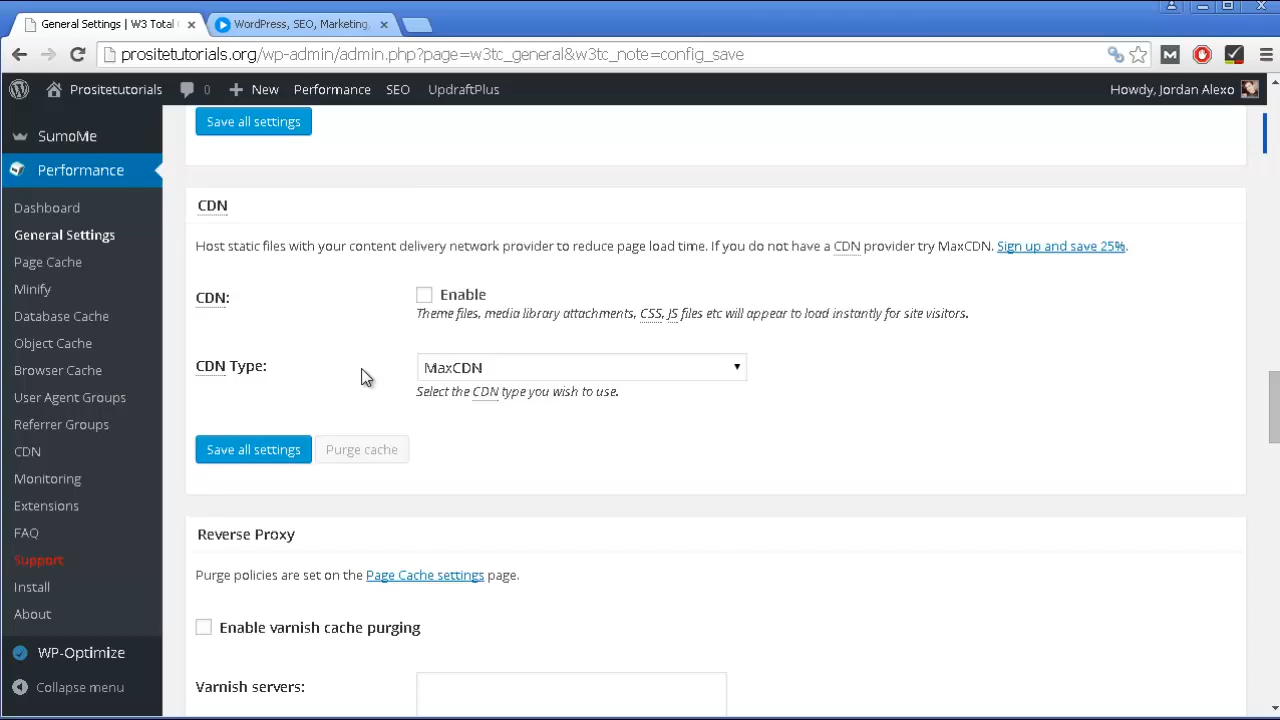 General Settings | W3 Total
WordPress, SEO, Marketing,
prositetutorials.org/wp-admin/admin.php?page=w3tc_general&w3tc_note=config_save
Prositetutorials 0 New Performance SEO UpdraftPlus Howdy, Jordan Alexo
SumoMe
Performance
Dashboard
General Settings
Page Cache
Minify
Database Cache
Object Cache
Browser Cache
User Agent Groups
Referrer Groups
CDN
Monitoring
Extensions
FAQ
Support
Install
About
WP-Optimize
Collapse menu
Save all settings
CDN
Host static files with your content delivery network provider to reduce page load time. If you do not have a CDN provider try MaxCDN. Sign up and save 25%.
CDN: Enable
Theme files, media library attachments, CSS, JS files etc will appear to load instantly for site visitors.
CDN Type: MaxCDN
Select the CDN type you wish to use.
Save all settings Purge cache
Reverse Proxy
Purge policies are set on the Page Cache settings page.
Enable varnish cache purging
Varnish servers: